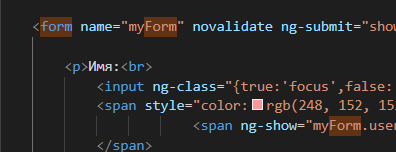 <form name="myForm" novalidate ng-submit="show
<p>Имя:<br>
<input ng-class="{true:'focus',false:
<span style="color: rgb(248, 152, 15
<span ng-show="myForm.user